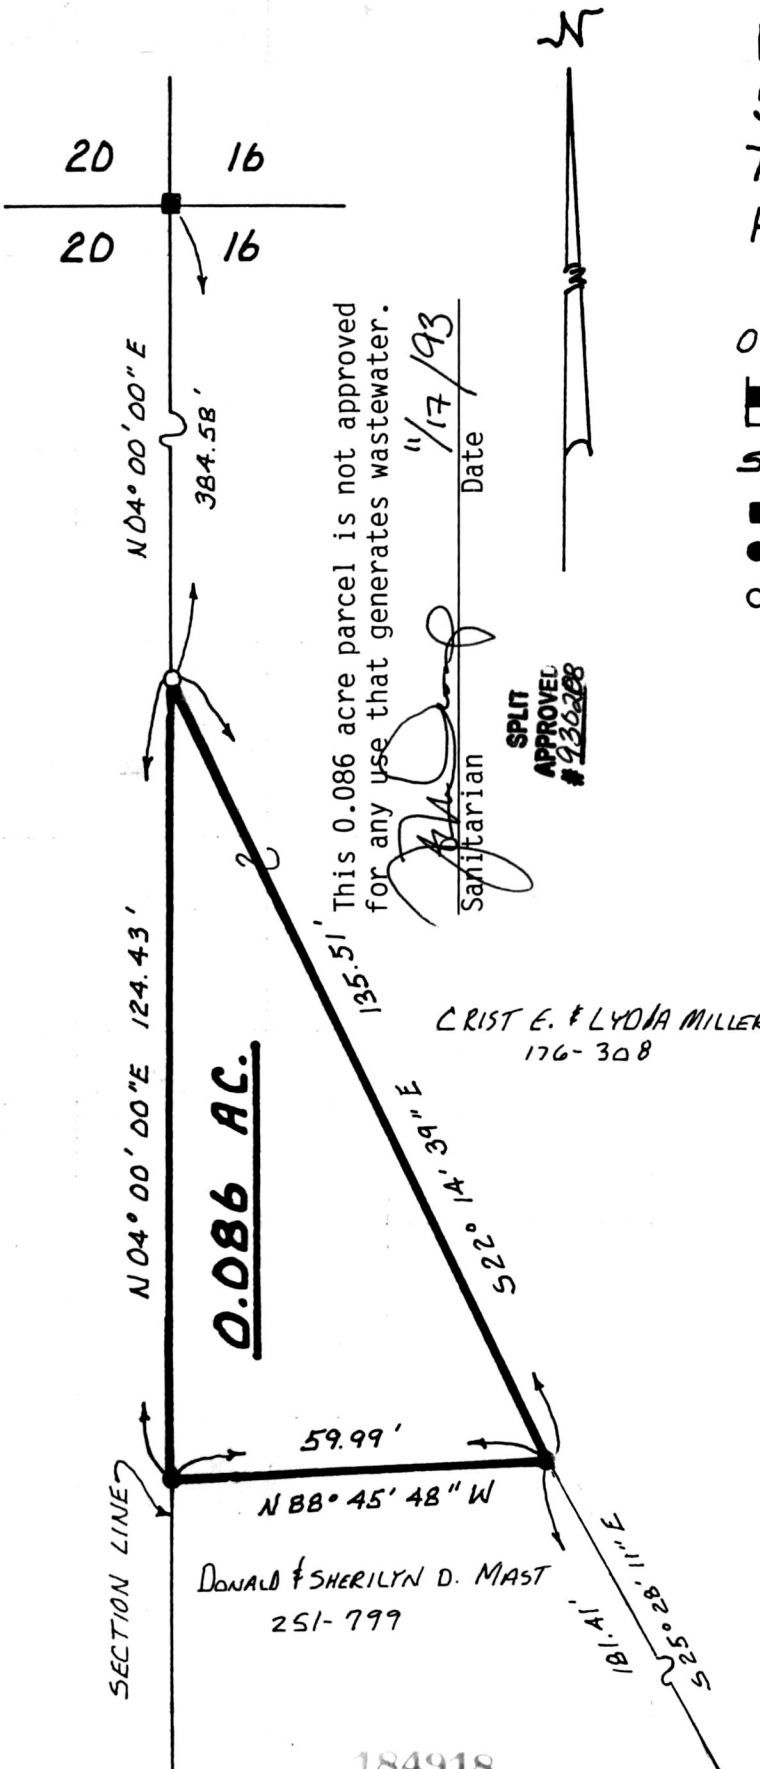 N
20 16
20 16
N04° 00' 00" E
384.58'
This 0.086 acre parcel is not approved
for any use that generates wastewater.
11/17/93
Sanitarian Date
SPLIT
APPROVED
# 930288
N 04° 00' 00"E 124.43'
135.51'
S22° 14' 39" E
0.086 AC.
CRIST E. & LYDIA MILLER
176-308
59.99'
N 88° 45' 48" W
SECTION LINE
DONALD & SHERILYN D. MAST
251-799
181.41'
S25° 28' 11" E
184918